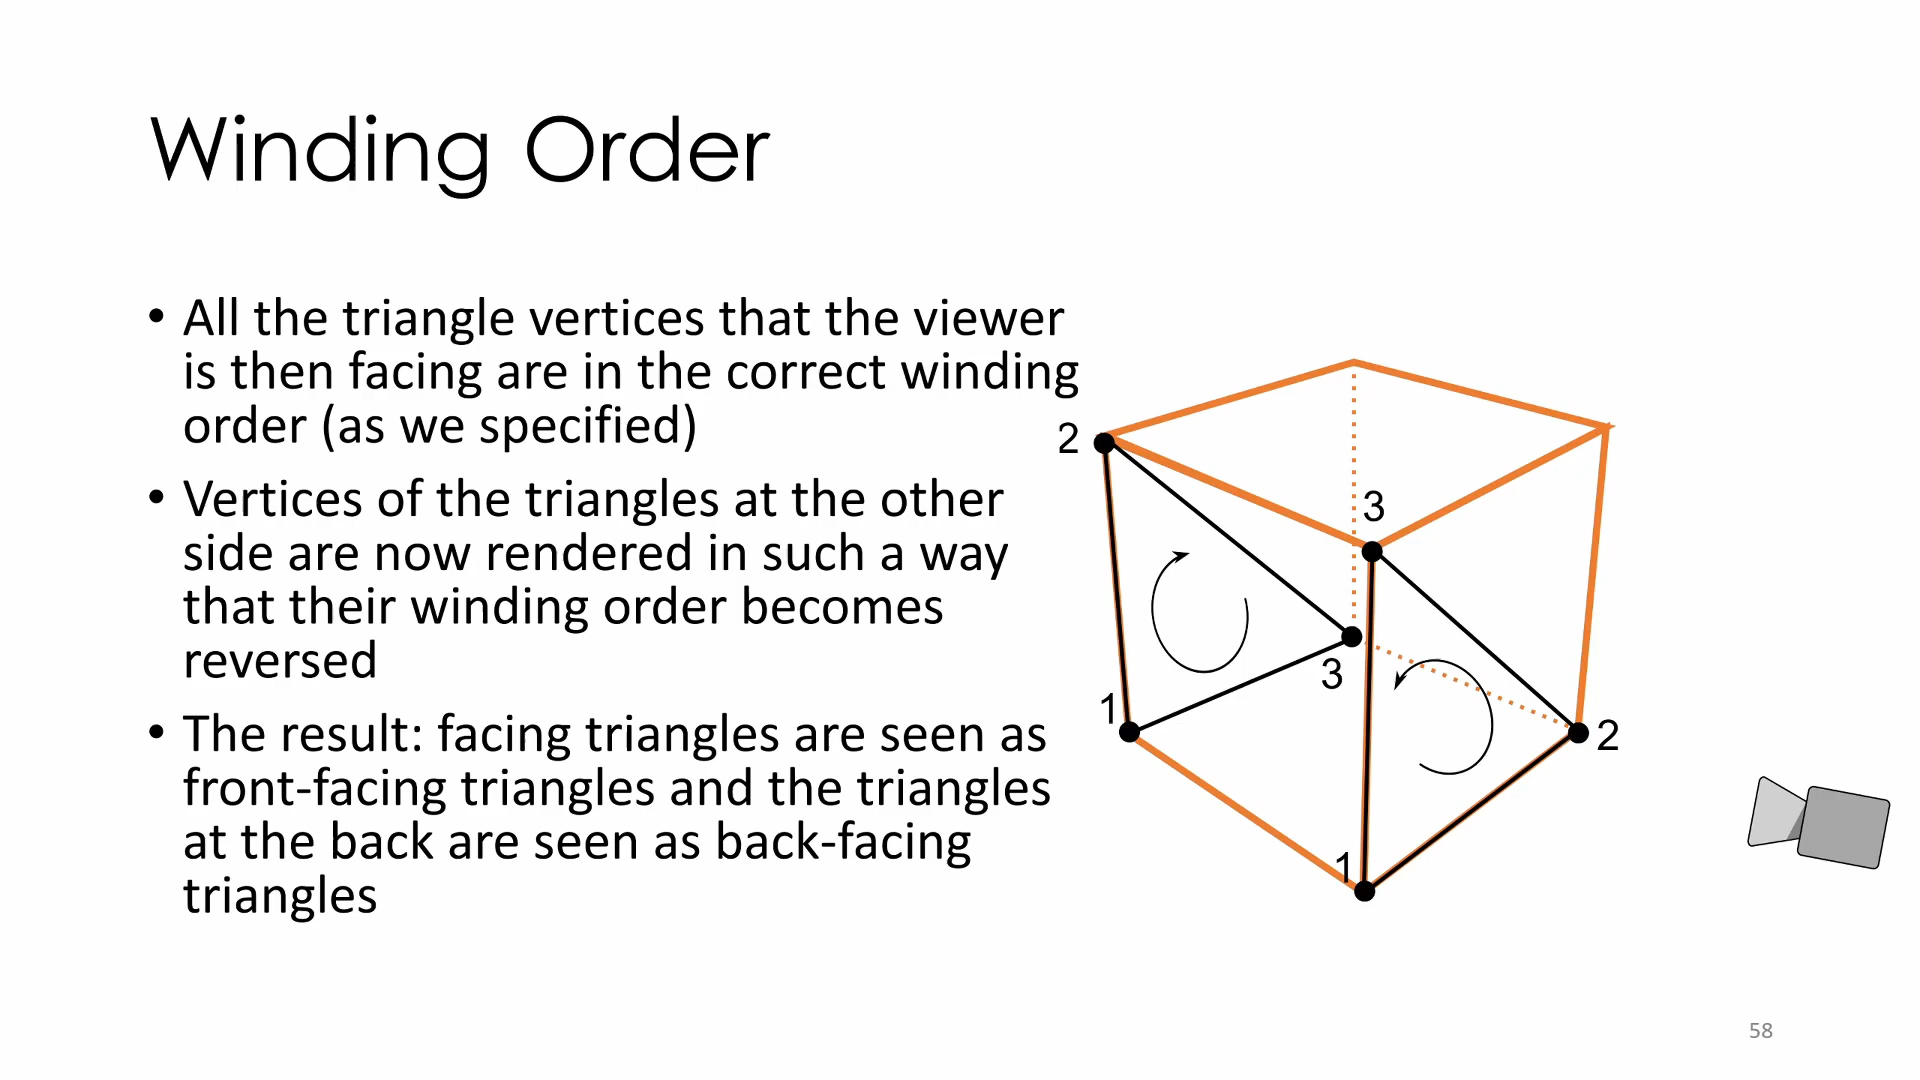 Winding Order
• All the triangle vertices that the viewer
is then facing are in the correct winding
order (as we specified)
• Vertices of the triangles at the other
side are now rendered in such a way
that their winding order becomes
reversed
• The result: facing triangles are seen as
front-facing triangles and the triangles
at the back are seen as back-facing
triangles
2
3
3
1
2
1
58